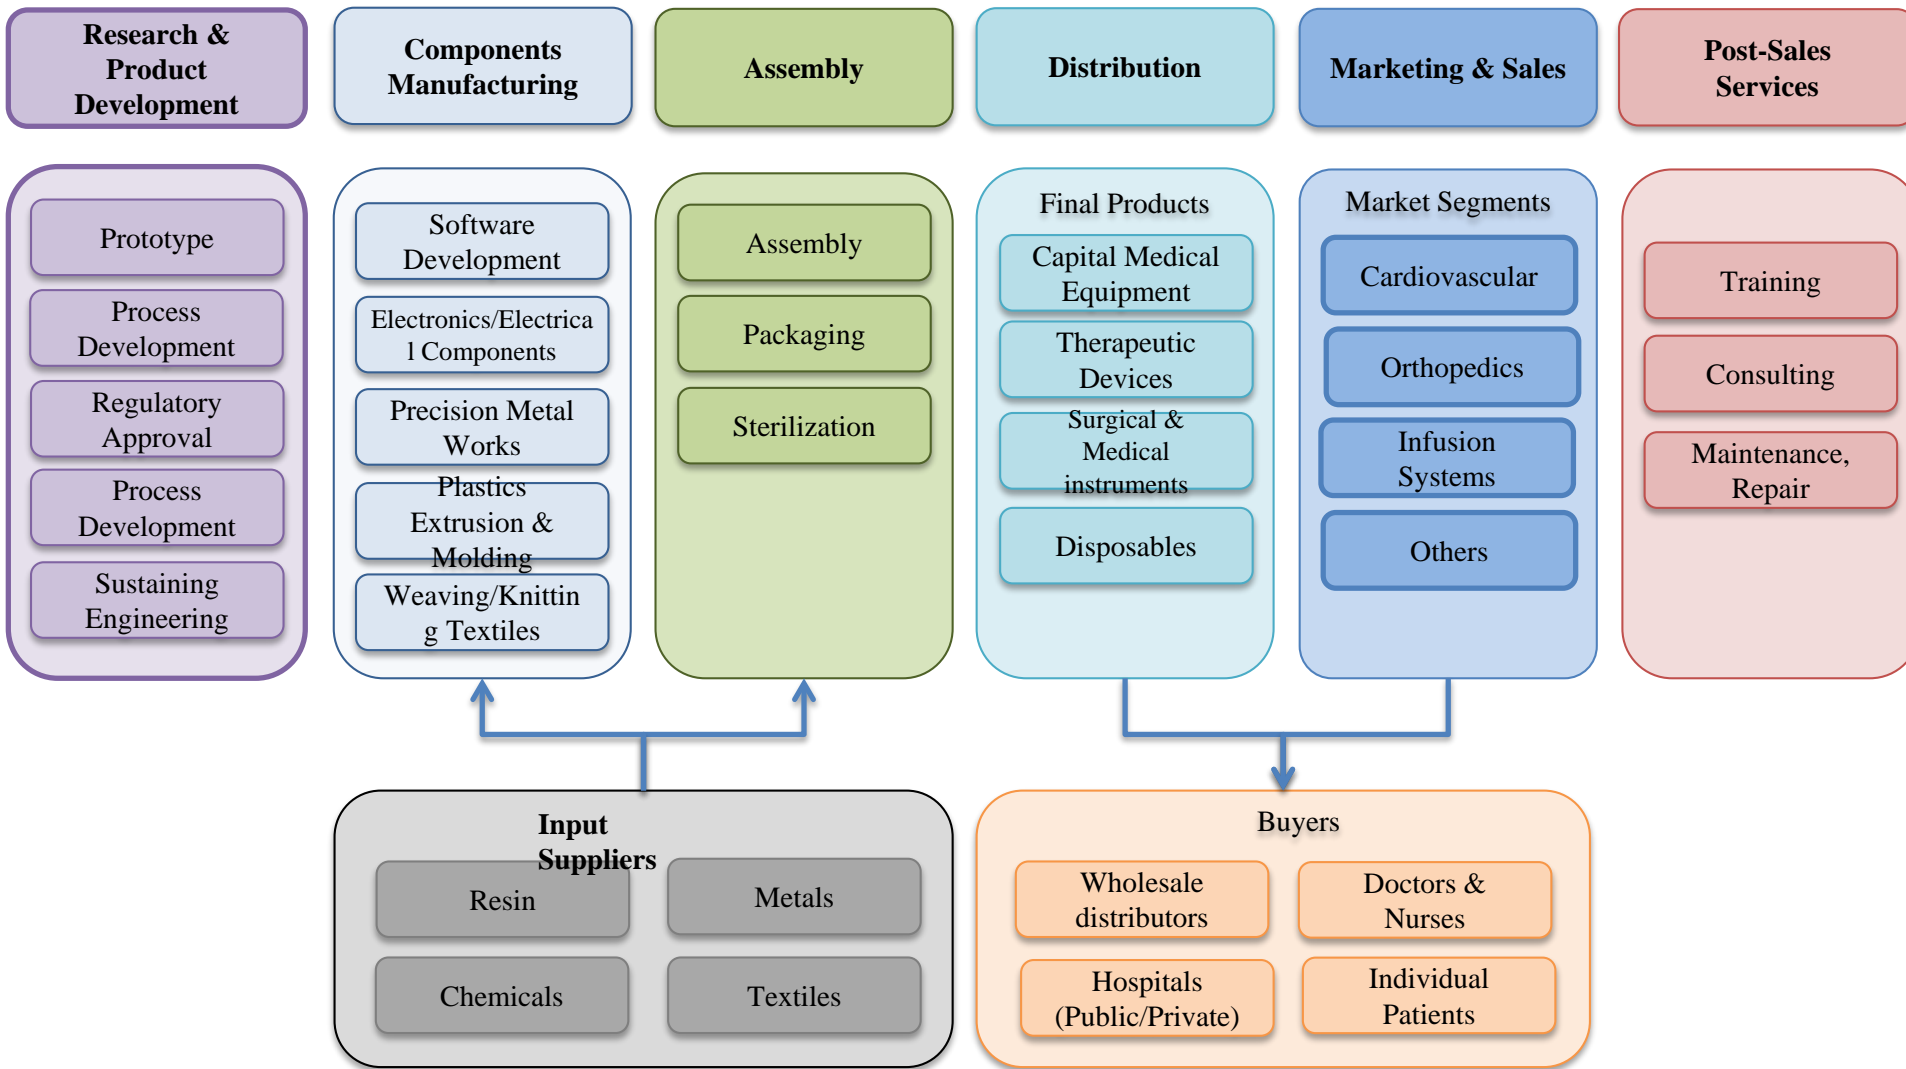 Research &
Product
Development
Components
Manufacturing
Assembly
Distribution
Marketing & Sales
Post-Sales
Services
Prototype
Process
Development
Regulatory
Approval
Process
Development
Sustaining
Engineering
Software
Development
Electronics/Electrica
l Components
Precision Metal
Works
Plastics
Extrusion &
Molding
Weaving/Knittin
g Textiles
Assembly
Packaging
Sterilization
Final Products
Capital Medical
Equipment
Therapeutic
Devices
Surgical &
Medical
instruments
Disposables
Market Segments
Cardiovascular
Orthopedics
Infusion
Systems
Others
Training
Consulting
Maintenance,
Repair
Input
Suppliers
Resin
Metals
Chemicals
Textiles
Buyers
Wholesale
distributors
Doctors &
Nurses
Hospitals
(Public/Private)
Individual
Patients